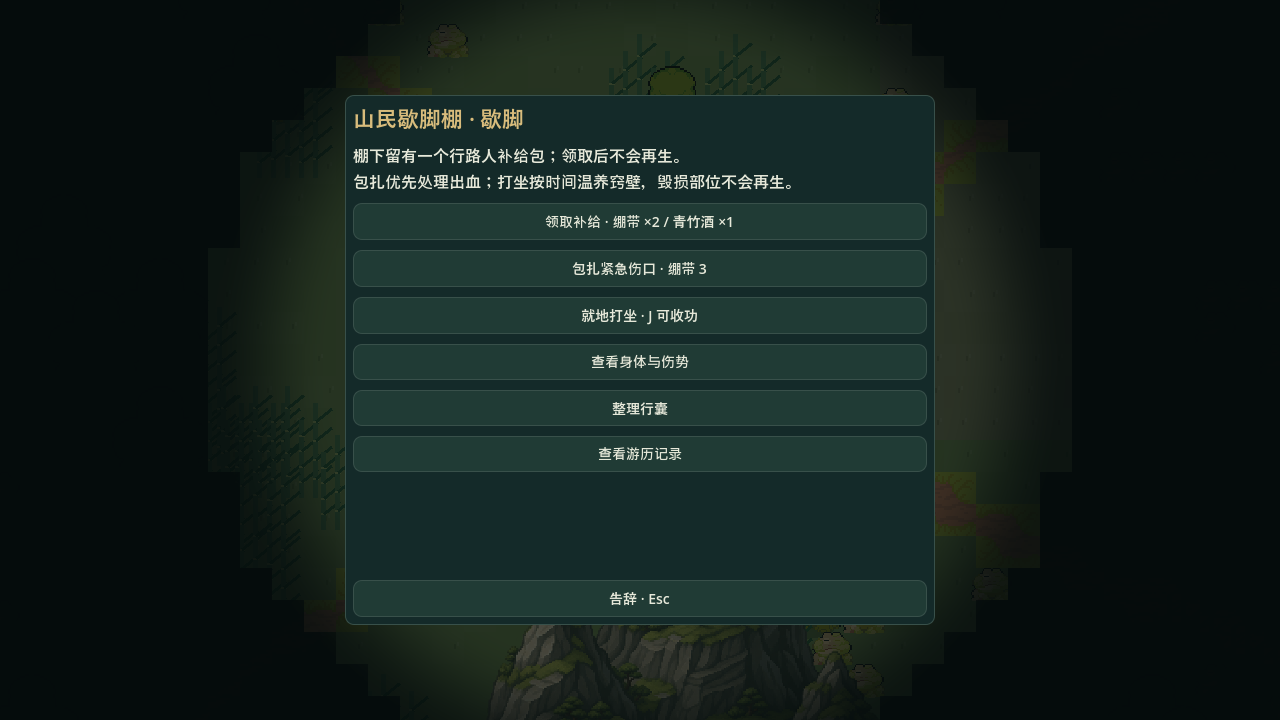 山民歇脚棚 · 歇脚
棚下留有一个行路人补给包；领取后不会再生。
包扎优先处理出血；打坐按时间温养窍壁，毁损部位不会再生。
领取补给 · 绷带 ×2 / 青竹酒 ×1
包扎紧急伤口 · 绷带 3
就地打坐 · J 可收功
查看身体与伤势
整理行囊
查看游历记录
告辞 · Esc